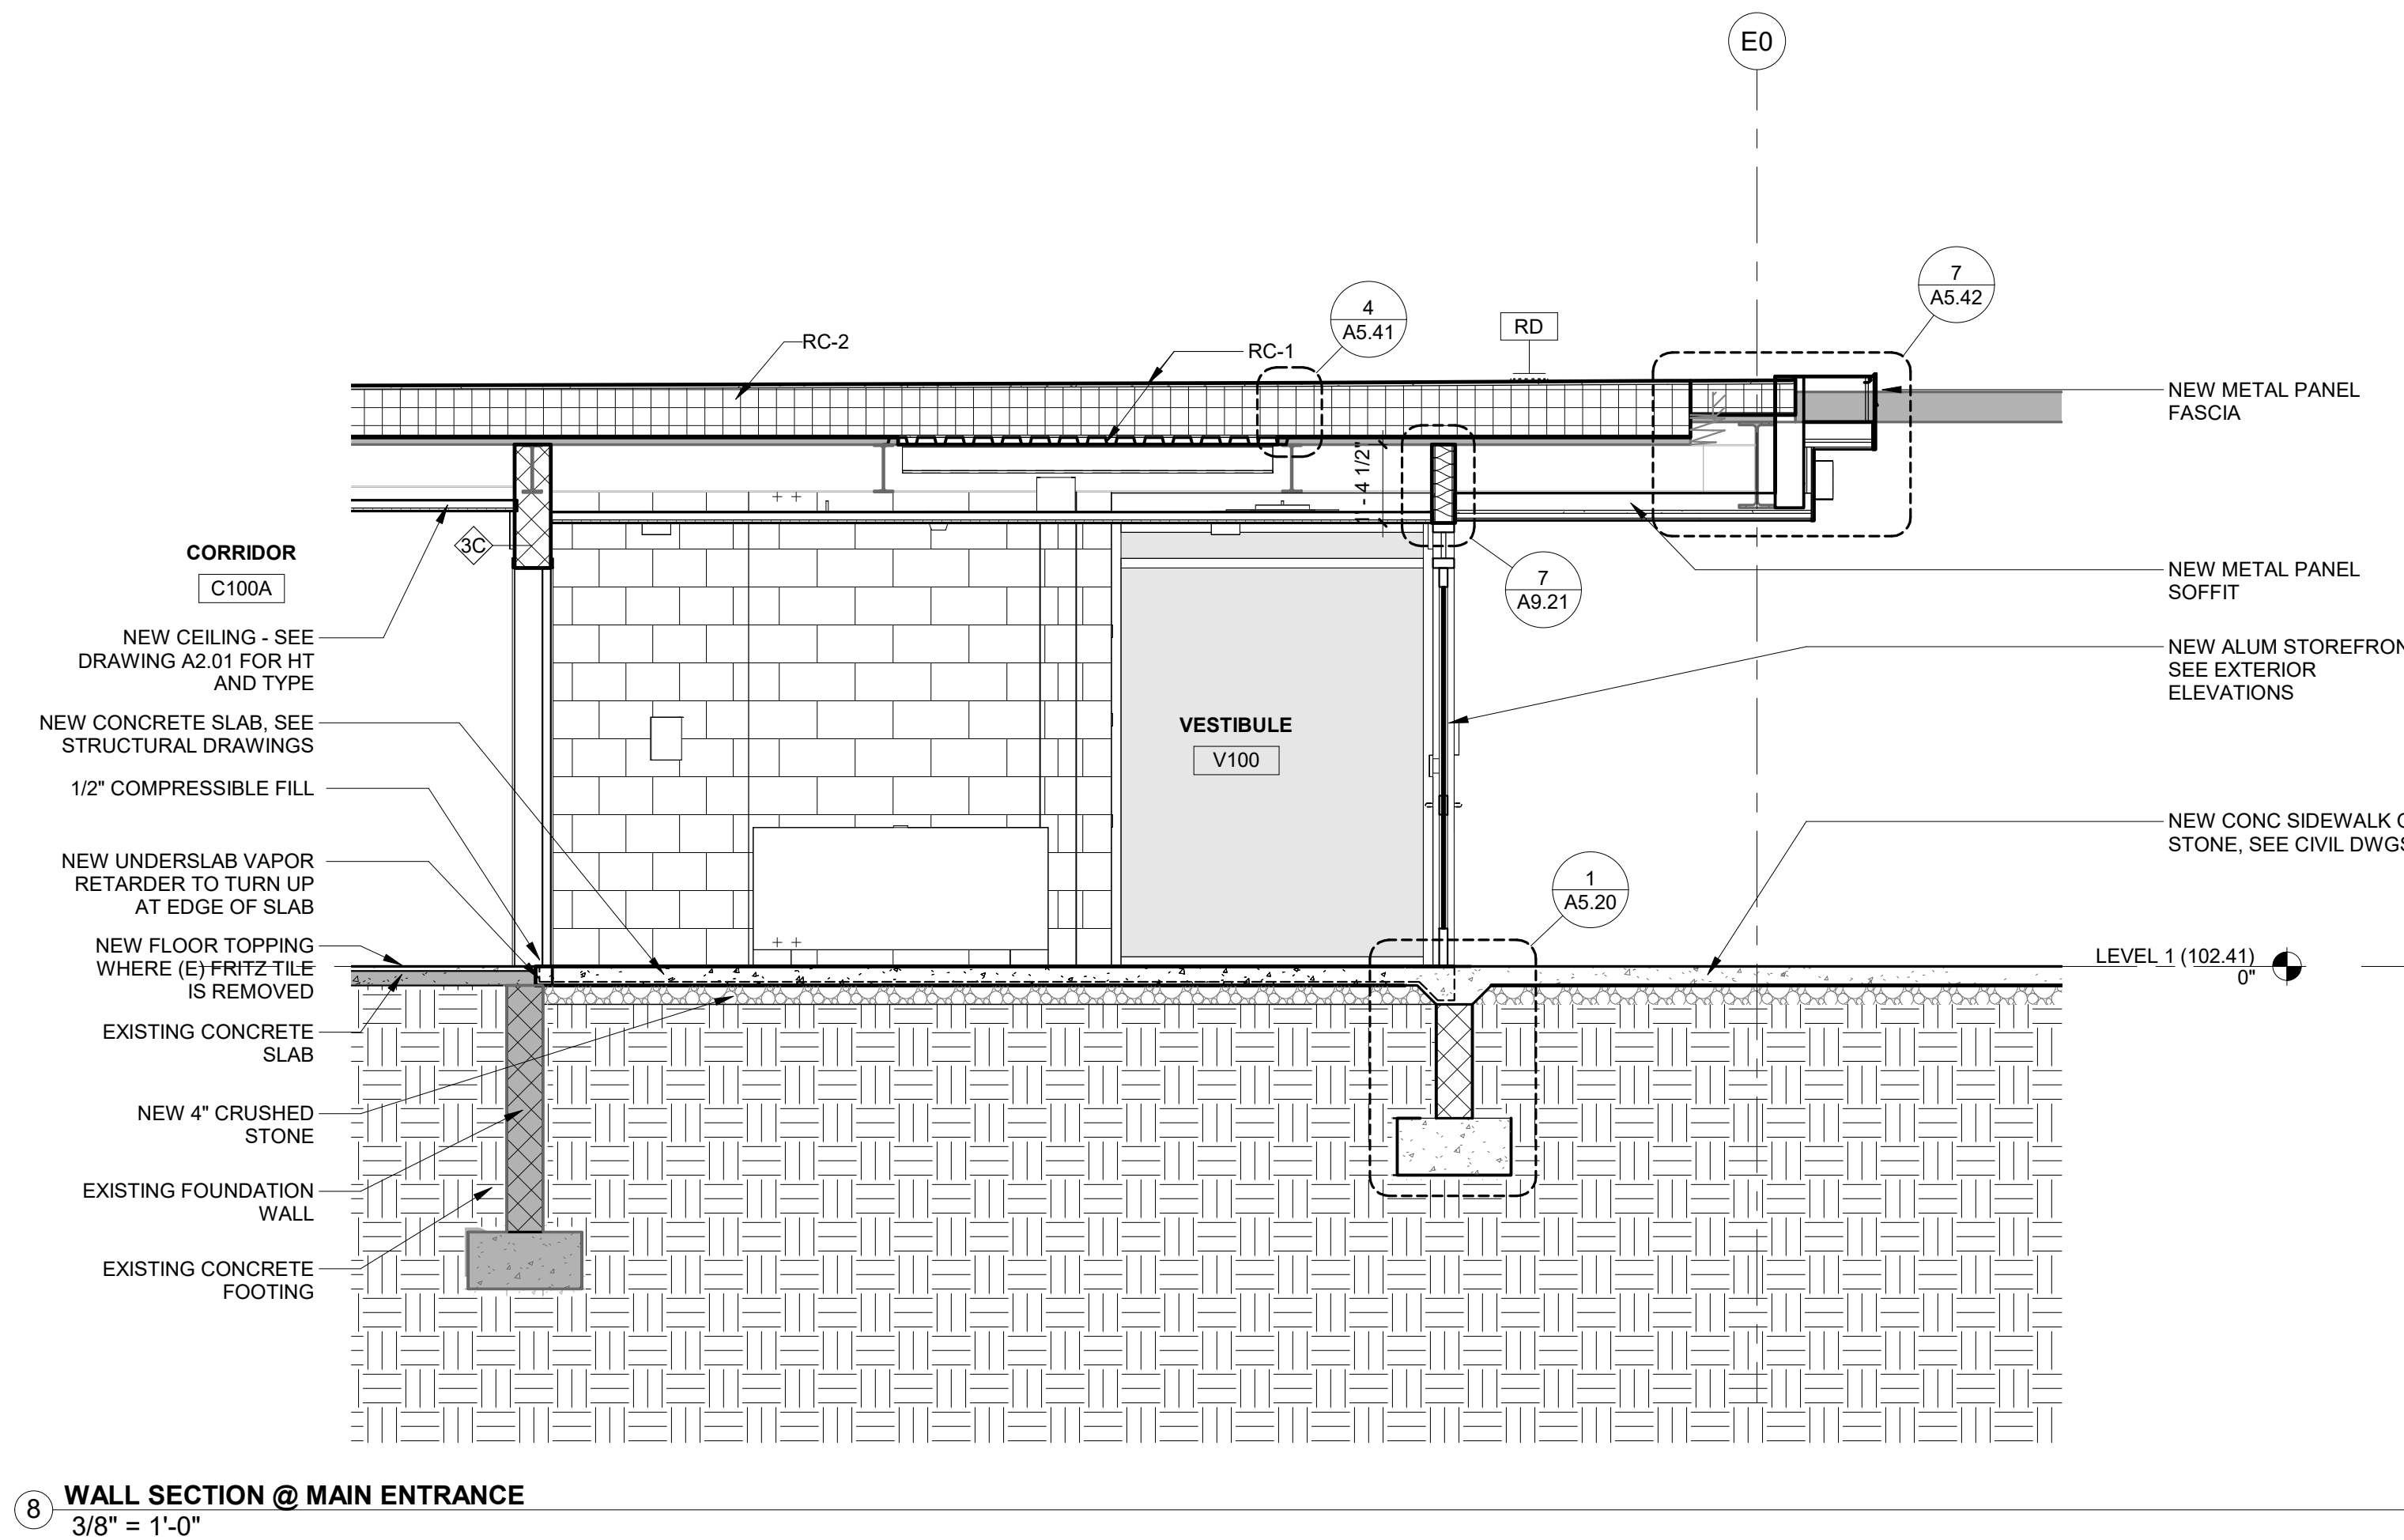 E0
7
A5.42
4
A5.41
RD
RC-2
RC-1
NEW METAL PANEL
FASCIA
1' - 4 1/2"
3C
CORRIDOR
C100A
7
A9.21
NEW METAL PANEL
SOFFIT
NEW CEILING - SEE
DRAWING A2.01 FOR HT
AND TYPE
NEW ALUM STOREFRON
SEE EXTERIOR
ELEVATIONS
NEW CONCRETE SLAB, SEE
STRUCTURAL DRAWINGS
VESTIBULE
V100
1/2" COMPRESSIBLE FILL
NEW CONC SIDEWALK
STONE, SEE CIVIL DWGS
NEW UNDERSLAB VAPOR
RETARDER TO TURN UP
AT EDGE OF SLAB
1
A5.20
NEW FLOOR TOPPING
WHERE (E) FRITZ TILE
IS REMOVED
LEVEL 1 (102.41)
0"
EXISTING CONCRETE
SLAB
NEW 4" CRUSHED
STONE
EXISTING FOUNDATION
WALL
EXISTING CONCRETE
FOOTING
8
WALL SECTION @ MAIN ENTRANCE
3/8" = 1'-0"